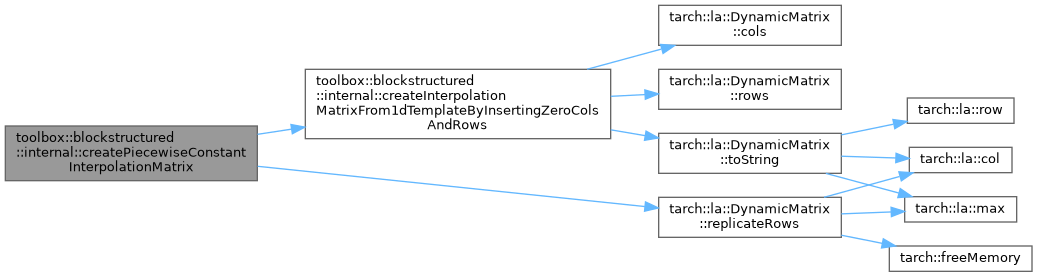 toolbox::blockstructured
::internal::createPiecewiseConstant
InterpolationMatrix
toolbox::blockstructured
::internal::createInterpolation
MatrixFrom1dTemplateByInsertingZeroCols
AndRows
tarch::la::DynamicMatrix
::cols
tarch::la::DynamicMatrix
::rows
tarch::la::DynamicMatrix
::toString
tarch::la::DynamicMatrix
::replicateRows
tarch::la::row
tarch::la::col
tarch::la::max
tarch::freeMemory